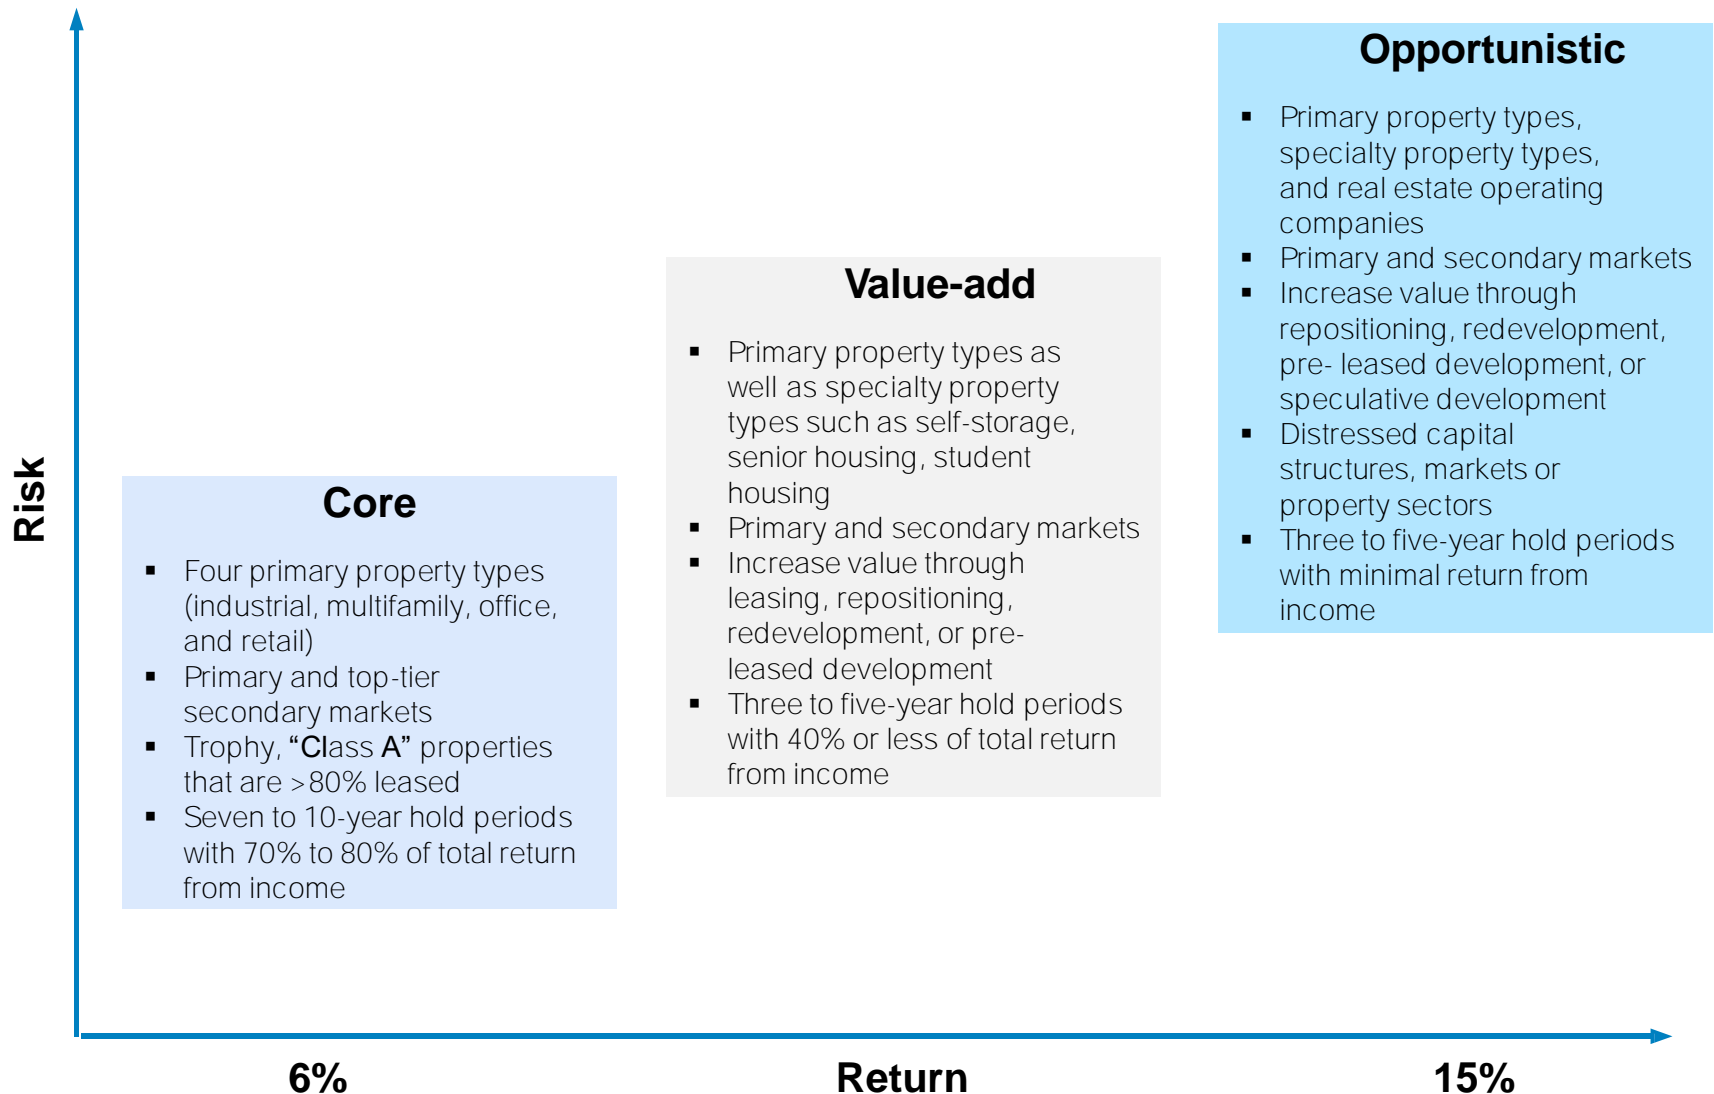 Risk
Core
▪ Four primary property types
(industrial, multifamily, office,
and retail)
▪ Primary and top-tier
secondary markets
▪ Trophy, “Class A” properties
that are >80% leased
▪ Seven to 10-year hold periods
with 70% to 80% of total return
from income
Value-add
▪ Primary property types as
well as specialty property
types such as self-storage,
senior housing, student
housing
▪ Primary and secondary markets
▪ Increase value through
leasing, repositioning,
redevelopment, or pre-
leased development
▪ Three to five-year hold periods
with 40% or less of total return
from income
Opportunistic
▪ Primary property types,
specialty property types,
and real estate operating
companies
▪ Primary and secondary markets
▪ Increase value through
repositioning, redevelopment,
pre- leased development, or
speculative development
▪ Distressed capital
structures, markets or
property sectors
▪ Three to five-year hold periods
with minimal return from
income
6%
Return
15%